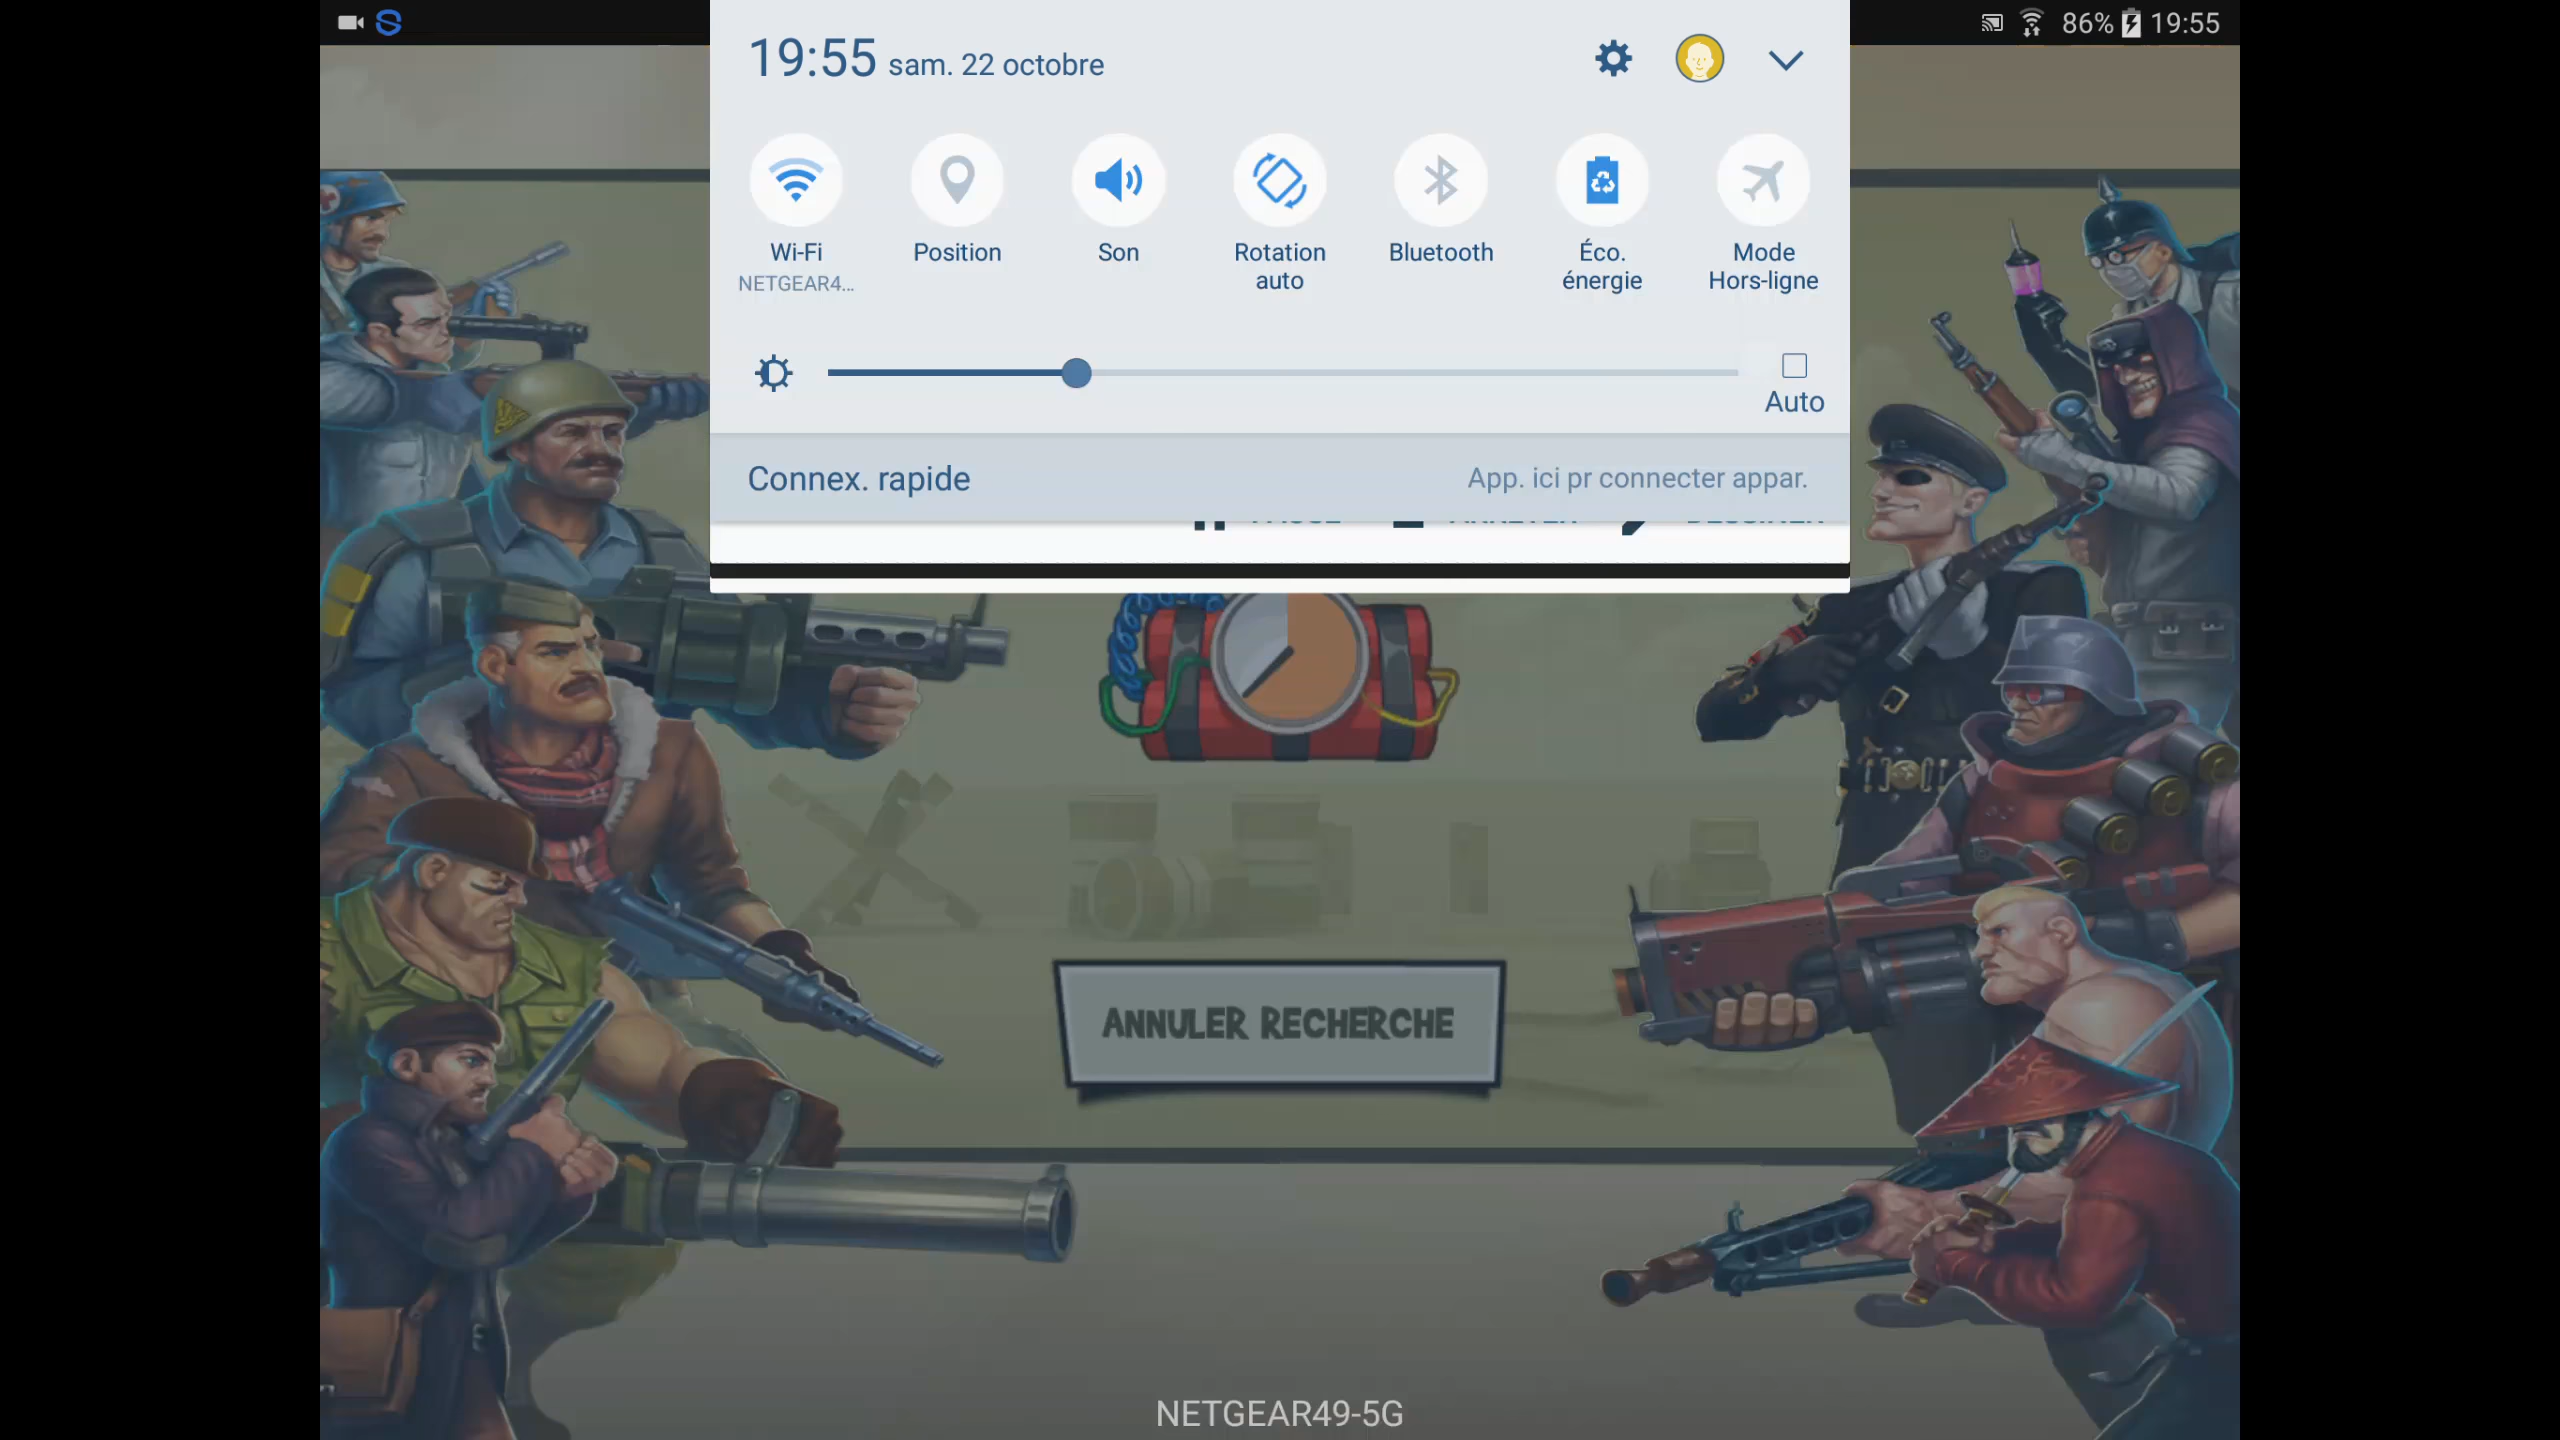 86% 19:55
19:55 sam. 22 octobre
Wi-Fi
NETGEAR4...
Position
Son
Rotation
auto
Bluetooth
Éco.
énergie
Mode
Hors-ligne
Auto
Connex. rapide
App. ici pr connecter appar.
ANNULER RECHERCHE
NETGEAR49-5G